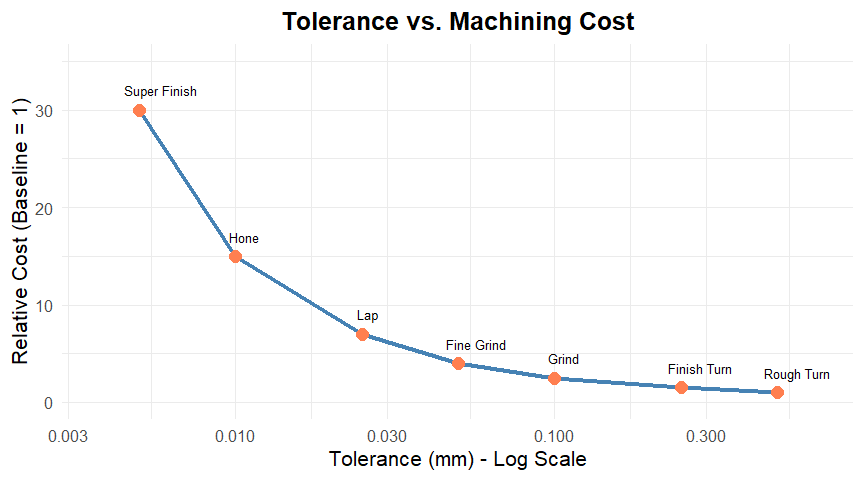 Tolerance vs. Machining Cost
Relative Cost (Baseline = 1)
30
20
10
0
Super Finish
Hone
Lap
Fine Grind
Grind
Finish Turn
Rough Turn
0.003
0.010
0.030
0.100
0.300
Tolerance (mm) - Log Scale